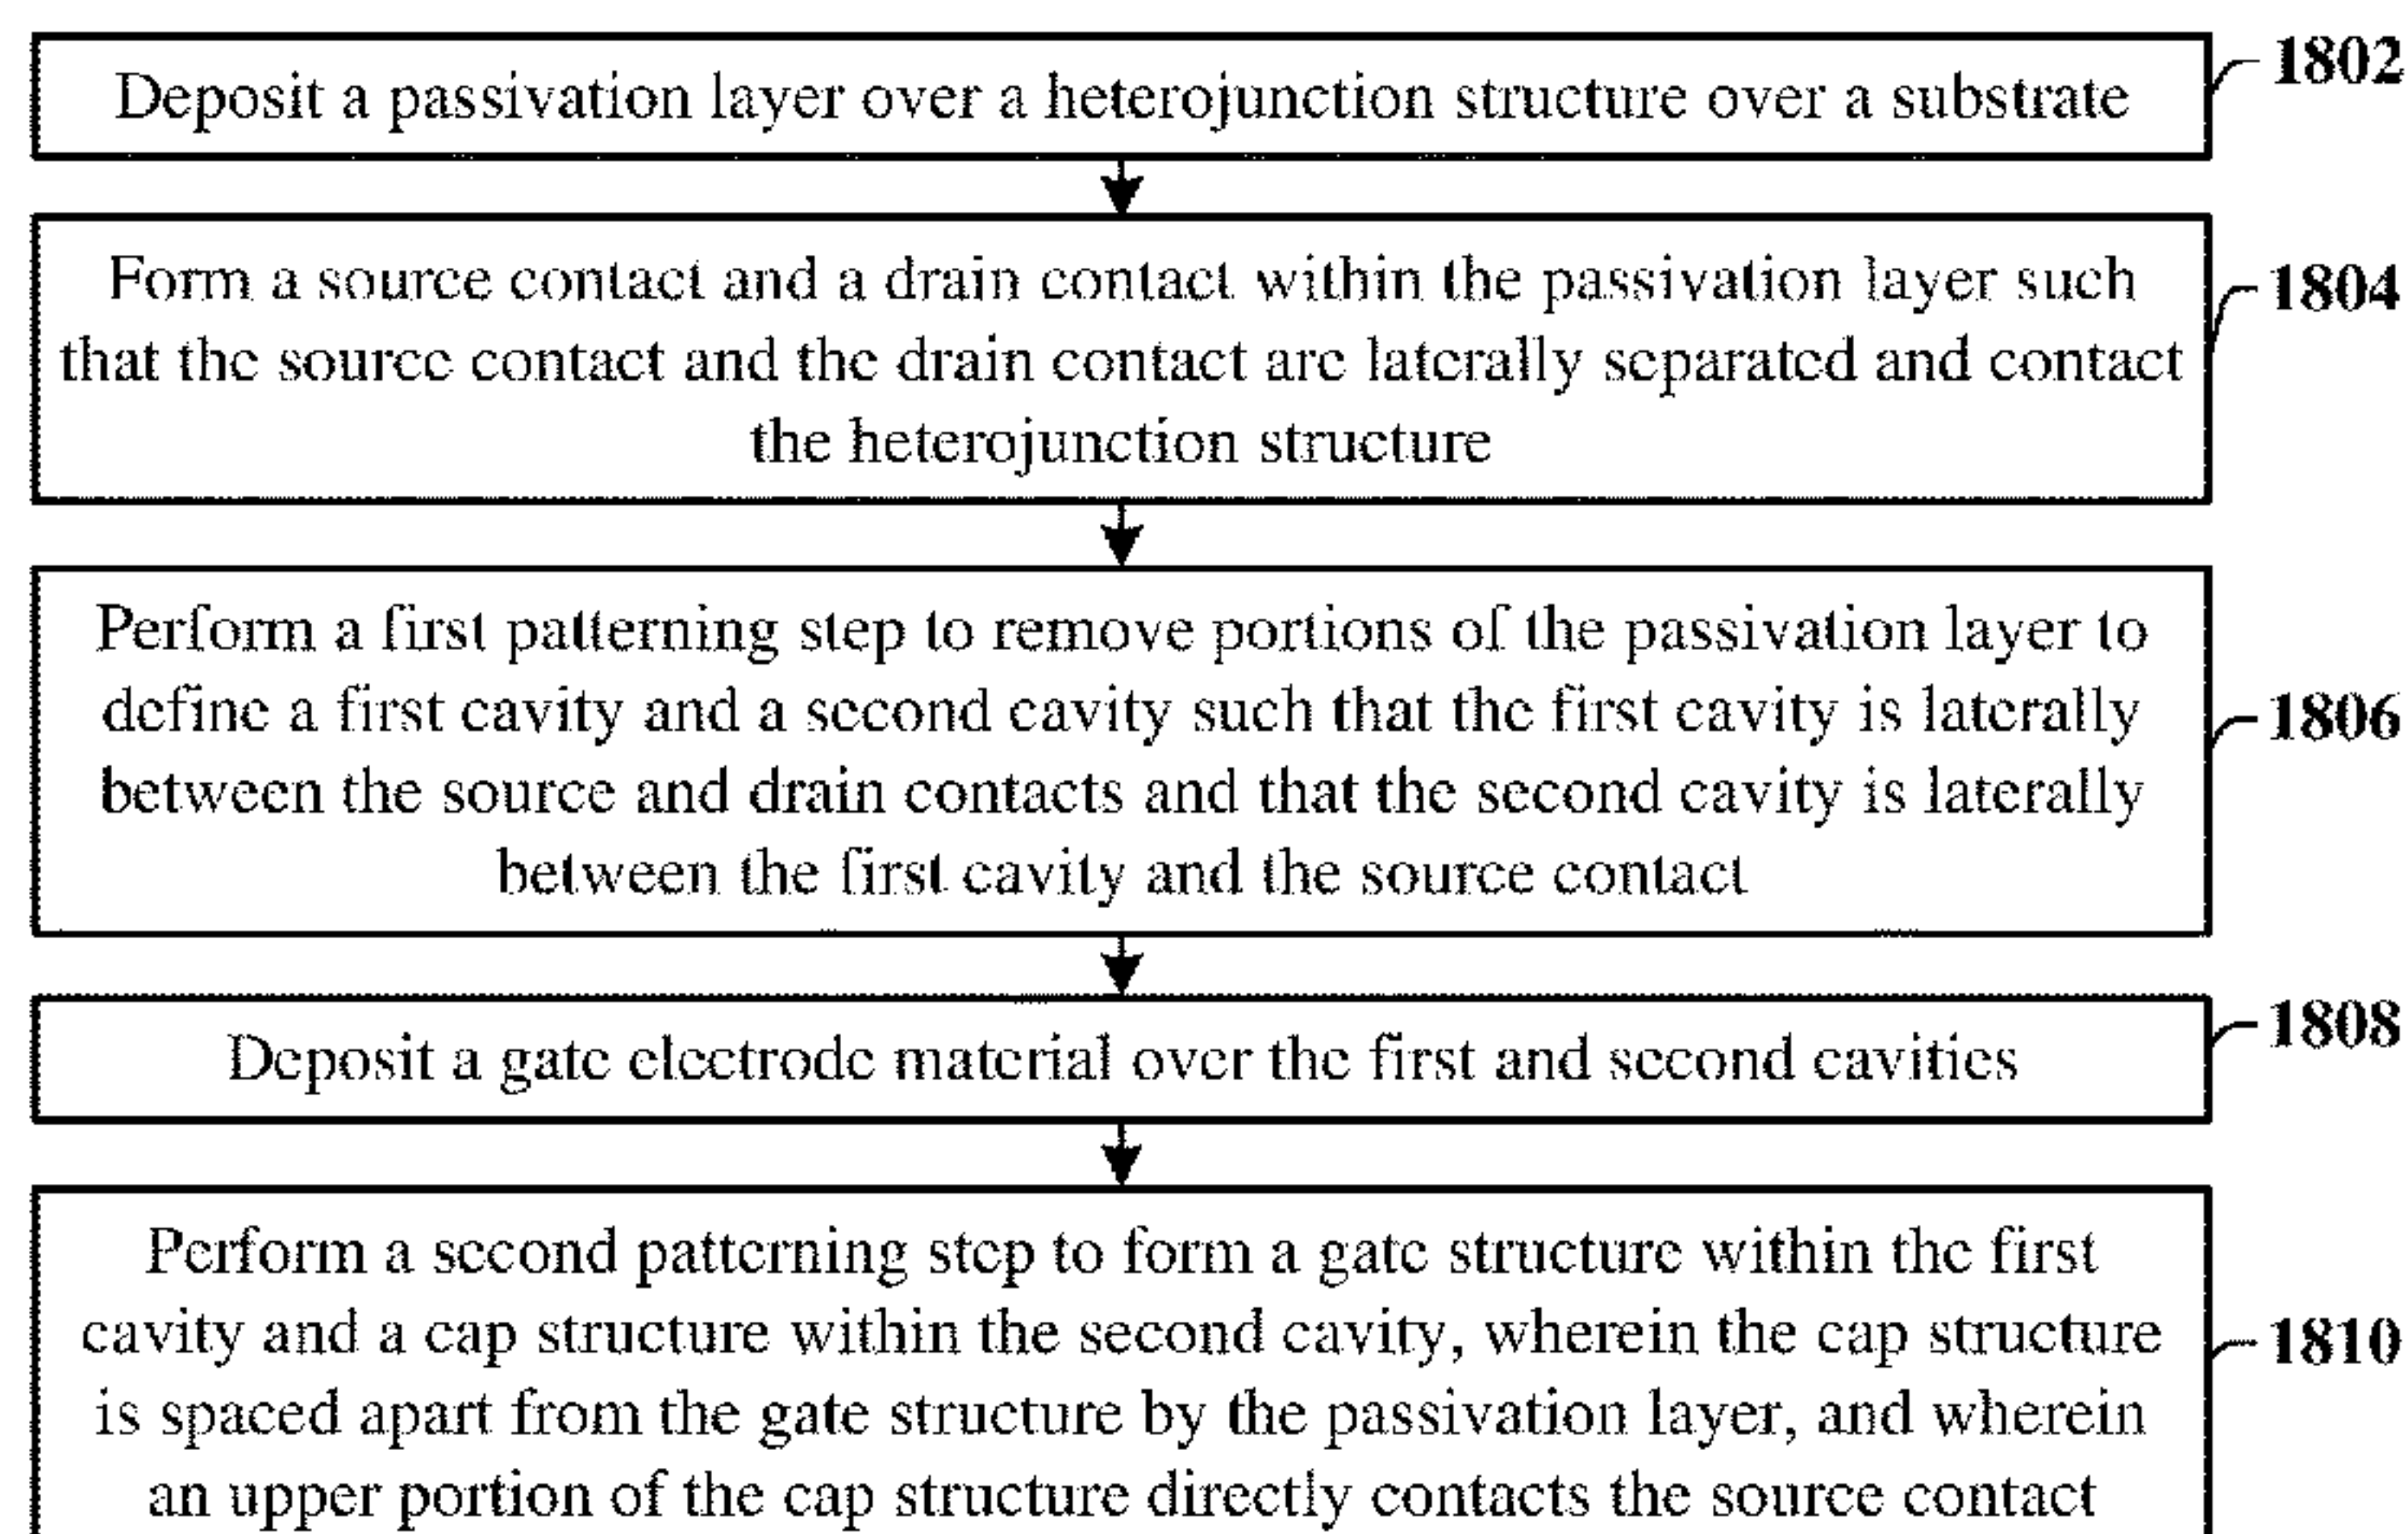 Deposit a passivation layer over a heterojunction structure over a substrate
1802
Form a source contact and a drain contact within the passivation layer such
that the source contact and the drain contact are laterally separated and contact
the heterojunction structure
1804
Perform a first patterning step to remove portions of the passivation layer to
define a first cavity and a second cavity such that the first cavity is laterally
between the source and drain contacts and that the second cavity is laterally
between the first cavity and the source contact
1806
Deposit a gate electrode material over the first and second cavities
1808
Perform a second patterning step to form a gate structure within the first
cavity and a cap structure within the second cavity, wherein the cap structure
is spaced apart from the gate structure by the passivation layer, and wherein
an upper portion of the cap structure directly contacts the source contact
1810